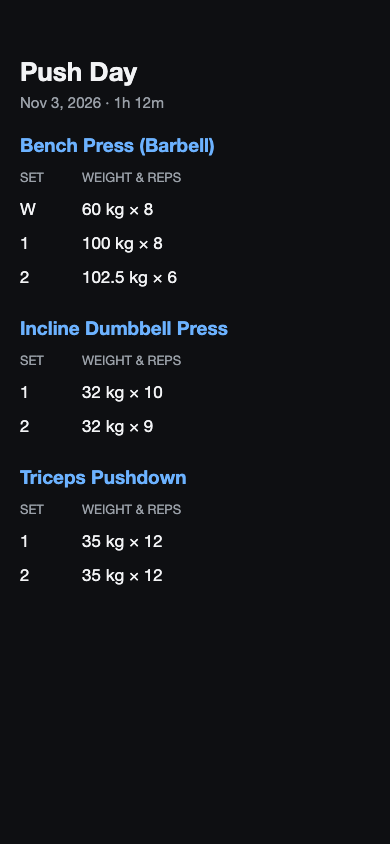 Push Day
Nov 3, 2026 · 1h 12m
Bench Press (Barbell)
SET WEIGHT & REPS
W 60 kg × 8
1 100 kg × 8
2 102.5 kg × 6
Incline Dumbbell Press
SET WEIGHT & REPS
1 32 kg × 10
2 32 kg × 9
Triceps Pushdown
SET WEIGHT & REPS
1 35 kg × 12
2 35 kg × 12